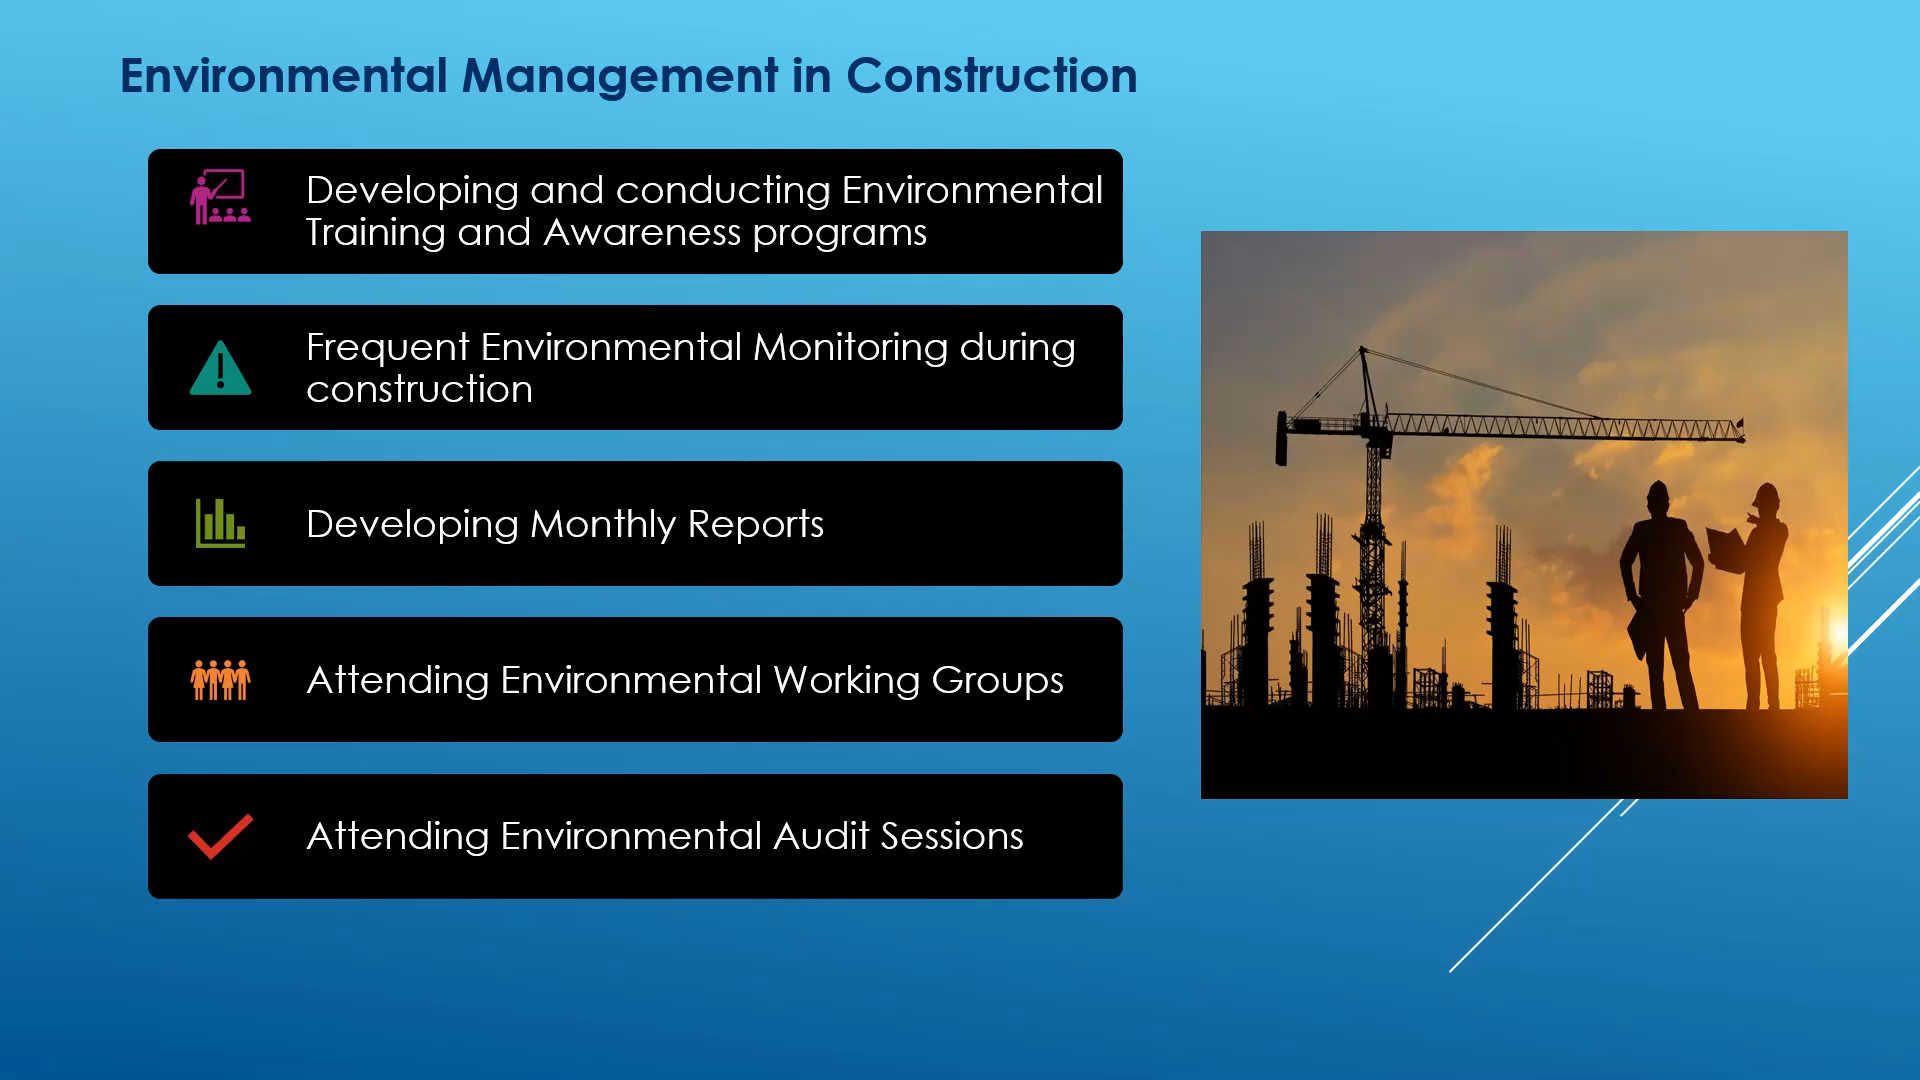 Environmental Management in Construction
Developing and conducting Environmental
Training and Awareness programs
Frequent Environmental Monitoring during
construction
Developing Monthly Reports
Attending Environmental Working Groups
Attending Environmental Audit Sessions